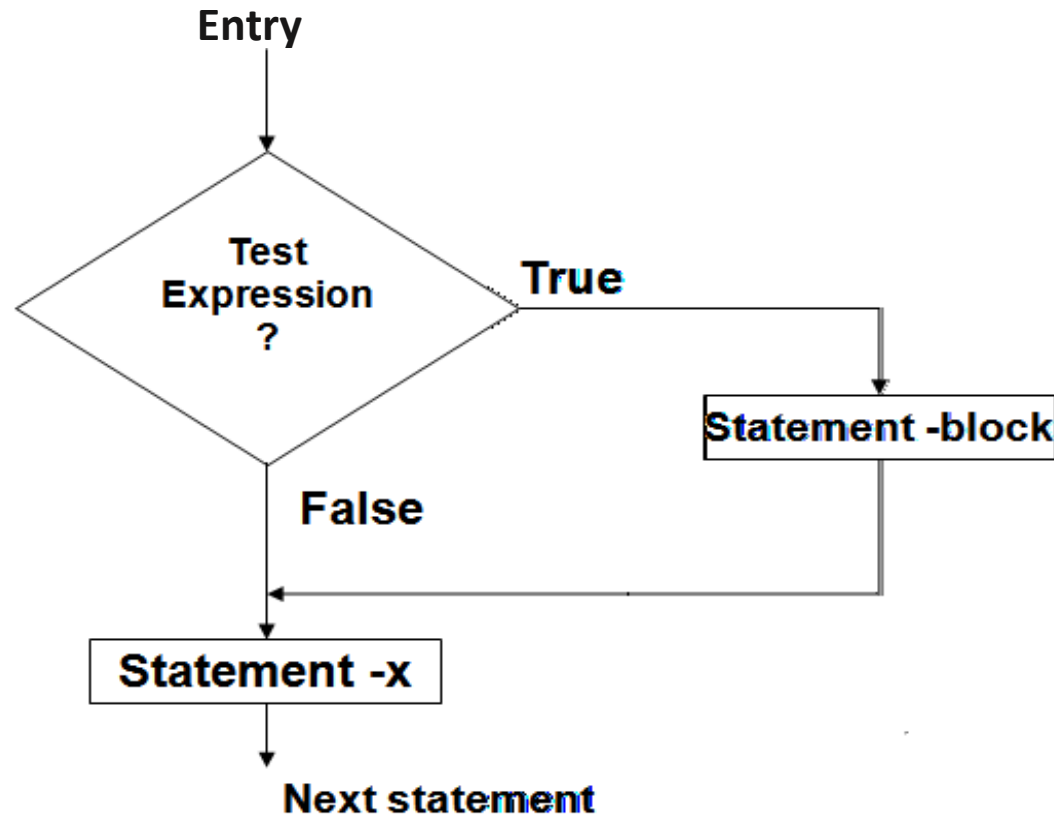 Entry
Test
Expression
?
True
Statement -block
False
Statement -x
Next statement